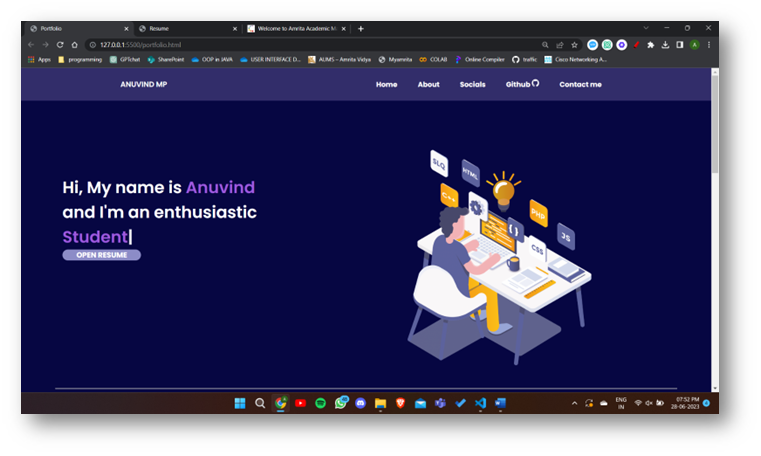 Portfolio
Resume
Welcome to Amrita Academic M
127.0.0.1:5500/portfolio.html
Apps
programming
GPTchat
SharePoint
OOP in JAVA
USER INTERFACE D...
AUMS – Amrita Vidya
Myamrita
COLAB
Online Compiler
traffic
Cisco Networking A...
ANUVIND MP
Home
About
Socials
Github
Contact me
Hi, My name is Anuvind
and I'm an enthusiastic
Student
OPEN RESUME
SLQ
HTML
C++
PHP
{ }
CSS
JS
ENG
IN
07:52 PM
28-06-2023